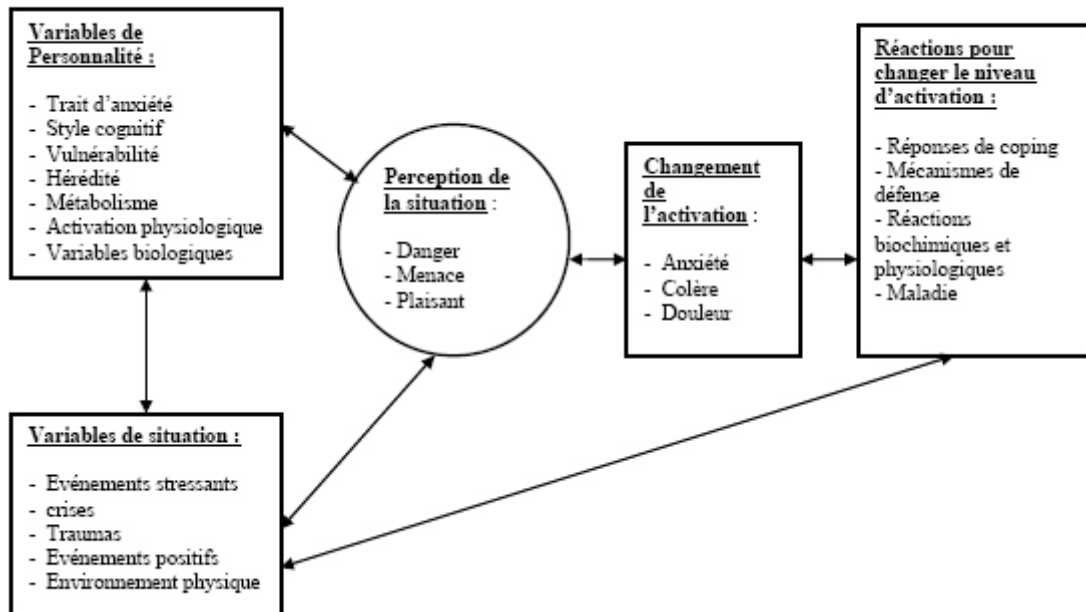 Variables de
Personnalité :
- Trait d'anxiété
- Style cognitif
- Vulnérabilité
- Hérédité
- Métabolisme
- Activation physiologique
- Variables biologiques
Perception de
la situation :
- Danger
- Menace
- Plaisant
Changement
de
l'activation :
- Anxiété
- Colère
- Douleur
Réactions pour
changer le niveau
d'activation :
- Réponses de coping
- Mécanismes de
défense
- Réactions
biochimiques et
physiologiques
- Maladie
Variables de situation :
- Evénements stressants
- crises
- Traumas
- Evénements positifs
- Environnement physique